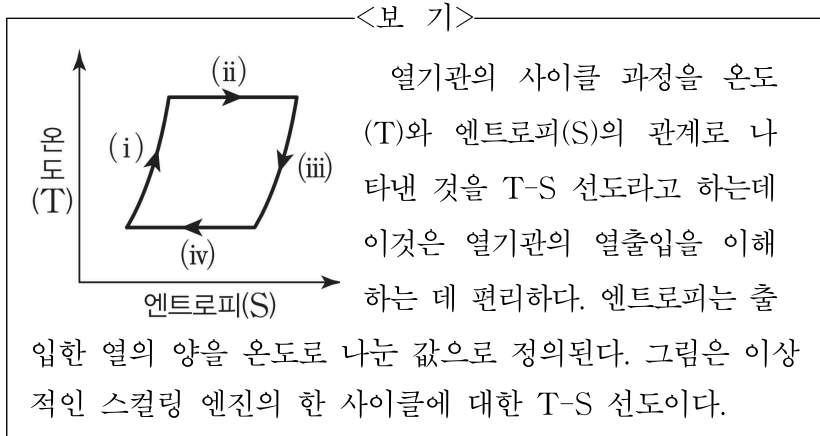 <보 기>
(ii)
열기관의 사이클 과정을 온도
온도(T)
(i)
(T)와 엔트로피(S)의 관계로 나
(iii)
타낸 것을 T-S 선도라고 하는데
(iv)
이것은 열기관의 열출입을 이해
엔트로피(S)
하는 데 편리하다. 엔트로피는 출
입한 열의 양을 온도로 나눈 값으로 정의된다. 그림은 이상
적인 스컬링 엔진의 한 사이클에 대한 T-S 선도이다.